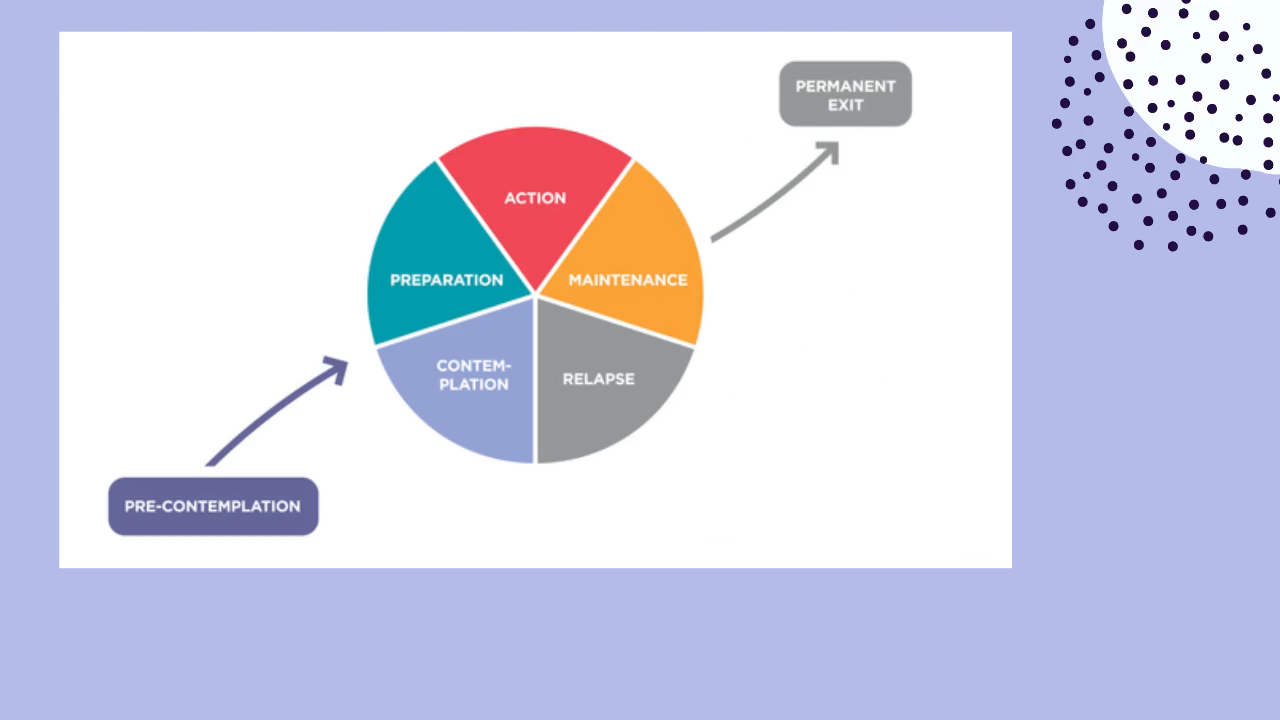 PERMANENT
EXIT
ACTION
PREPARATION
MAINTENANCE
CONTEM-
PLATION
RELAPSE
PRE-CONTEMPLATION